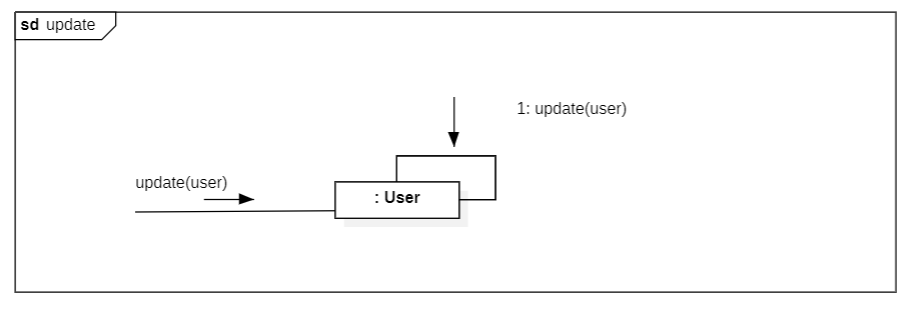 sd update
1: update(user)
update(user)
: User